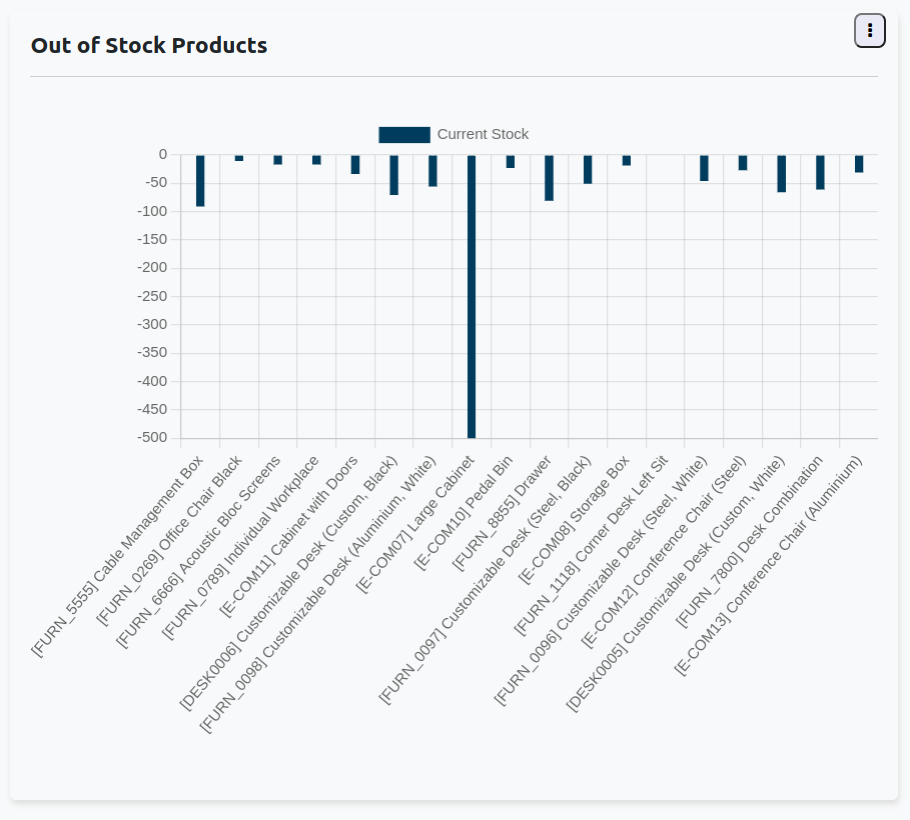 Out of Stock Products
Current Stock
0
-50
-100
-150
-200
-250
-300
-350
-400
-450
-500
[FURN_5555] Cable Management Box
[FURN_0269] Office Chair Black
[FURN_6666] Acoustic Bloc Screens
[FURN_0789] Individual Workplace
[E-COM11] Cabinet with Doors
[DESK0006] Customizable Desk (Custom, Black)
[FURN_0098] Customizable Desk (Aluminium, White)
[E-COM07] Large Cabinet
[E-COM10] Pedal Bin
[FURN_8855] Drawer
[FURN_0097] Customizable Desk (Steel, Black)
[E-COM08] Storage Box
[FURN_1118] Corner Desk Left Sit
[FURN_0096] Customizable Desk (Steel, White)
[E-COM12] Conference Chair (Steel)
[DESK0005] Customizable Desk (Custom, White)
[FURN_7800] Desk Combination
[E-COM13] Conference Chair (Aluminium)